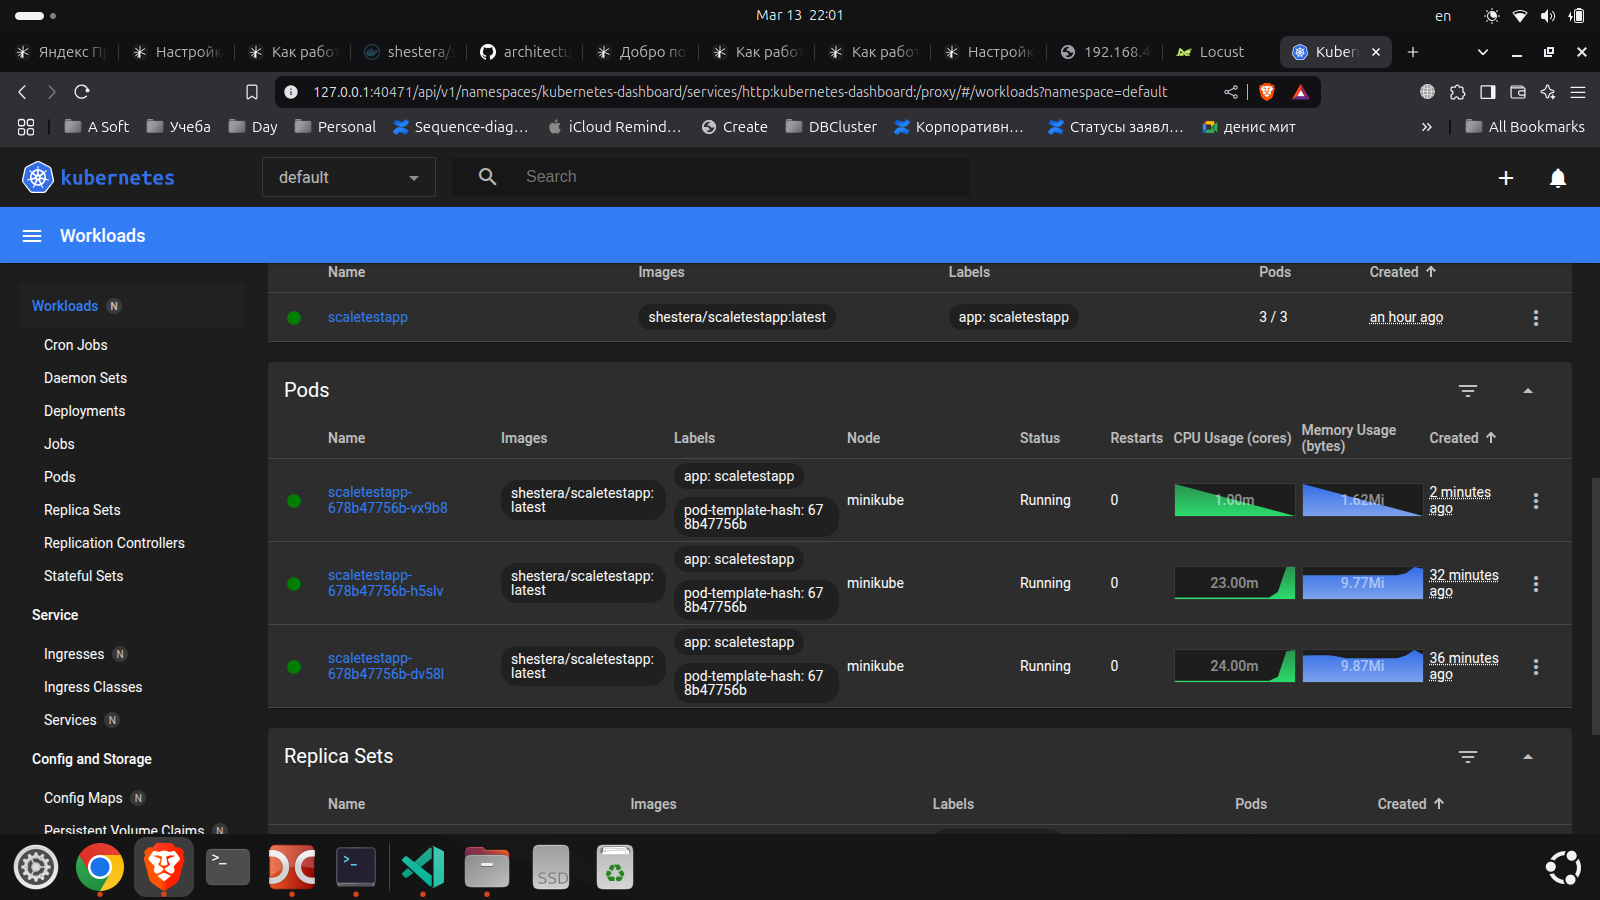 Mar 13 22:01
en
Яндекс П
Настройк
Как рабо
shestera/s
architectu
Добро по
Как рабо
Как рабо
Настройк
192.168.4
Locust
Kuber
127.0.0.1:40471/api/v1/namespaces/kubernetes-dashboard/services/http:kubernetes-dashboard:/proxy/#/workloads?namespace=default
A Soft
Учеба
Day
Personal
Sequence-diag...
iCloud Remind...
Create
DBCluster
Корпоративн...
Статусы заявл...
денис мит
»
All Bookmarks
kubernetes
default
Search
Workloads
Name Images Labels Pods Created
scaletestapp shestera/scaletestapp:latest app: scaletestapp 3 / 3 an hour ago
Workloads N
Cron Jobs
Daemon Sets
Deployments
Jobs
Pods
Replica Sets
Replication Controllers
Stateful Sets
Service
Ingresses N
Ingress Classes
Services N
Config and Storage
Config Maps N
Persistent Volume Claims N
Pods
Name Images Labels Node Status Restarts CPU Usage (cores) Memory Usage (bytes) Created
scaletestapp-
678b47756b-vx9b8
shestera/scaletestapp:
latest
app: scaletestapp
pod-template-hash: 67
8b47756b
minikube
Running
0
1.00m
1.62Mi
2 minutes
ago
scaletestapp-
678b47756b-h5slv
shestera/scaletestapp:
latest
app: scaletestapp
pod-template-hash: 67
8b47756b
minikube
Running
0
23.00m
9.77Mi
32 minutes
ago
scaletestapp-
678b47756b-dv58l
shestera/scaletestapp:
latest
app: scaletestapp
pod-template-hash: 67
8b47756b
minikube
Running
0
24.00m
9.87Mi
36 minutes
ago
Replica Sets
Name Images Labels Pods Created
SSD